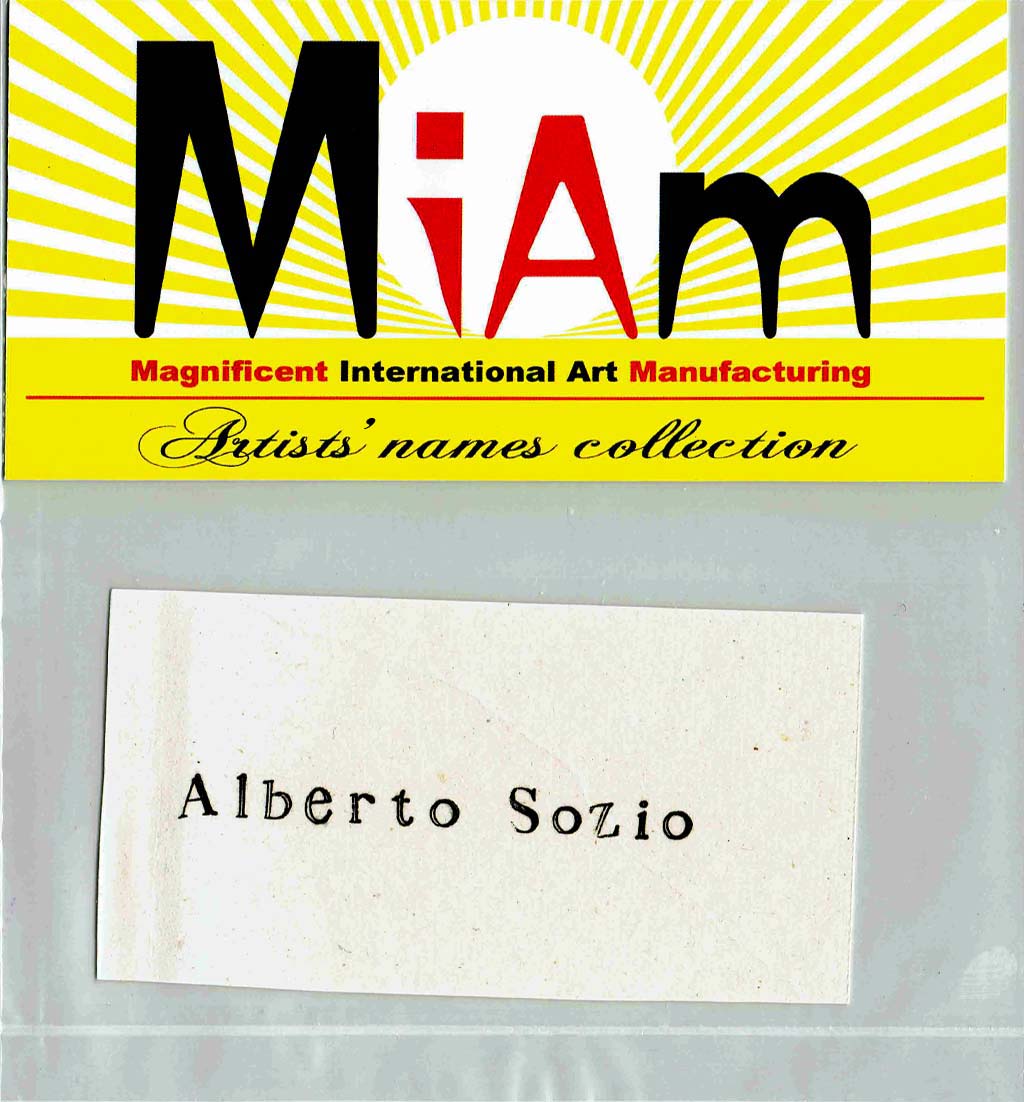 MiAm
Magnificent International Art Manufacturing
Artists' names collection
Alberto Sozio